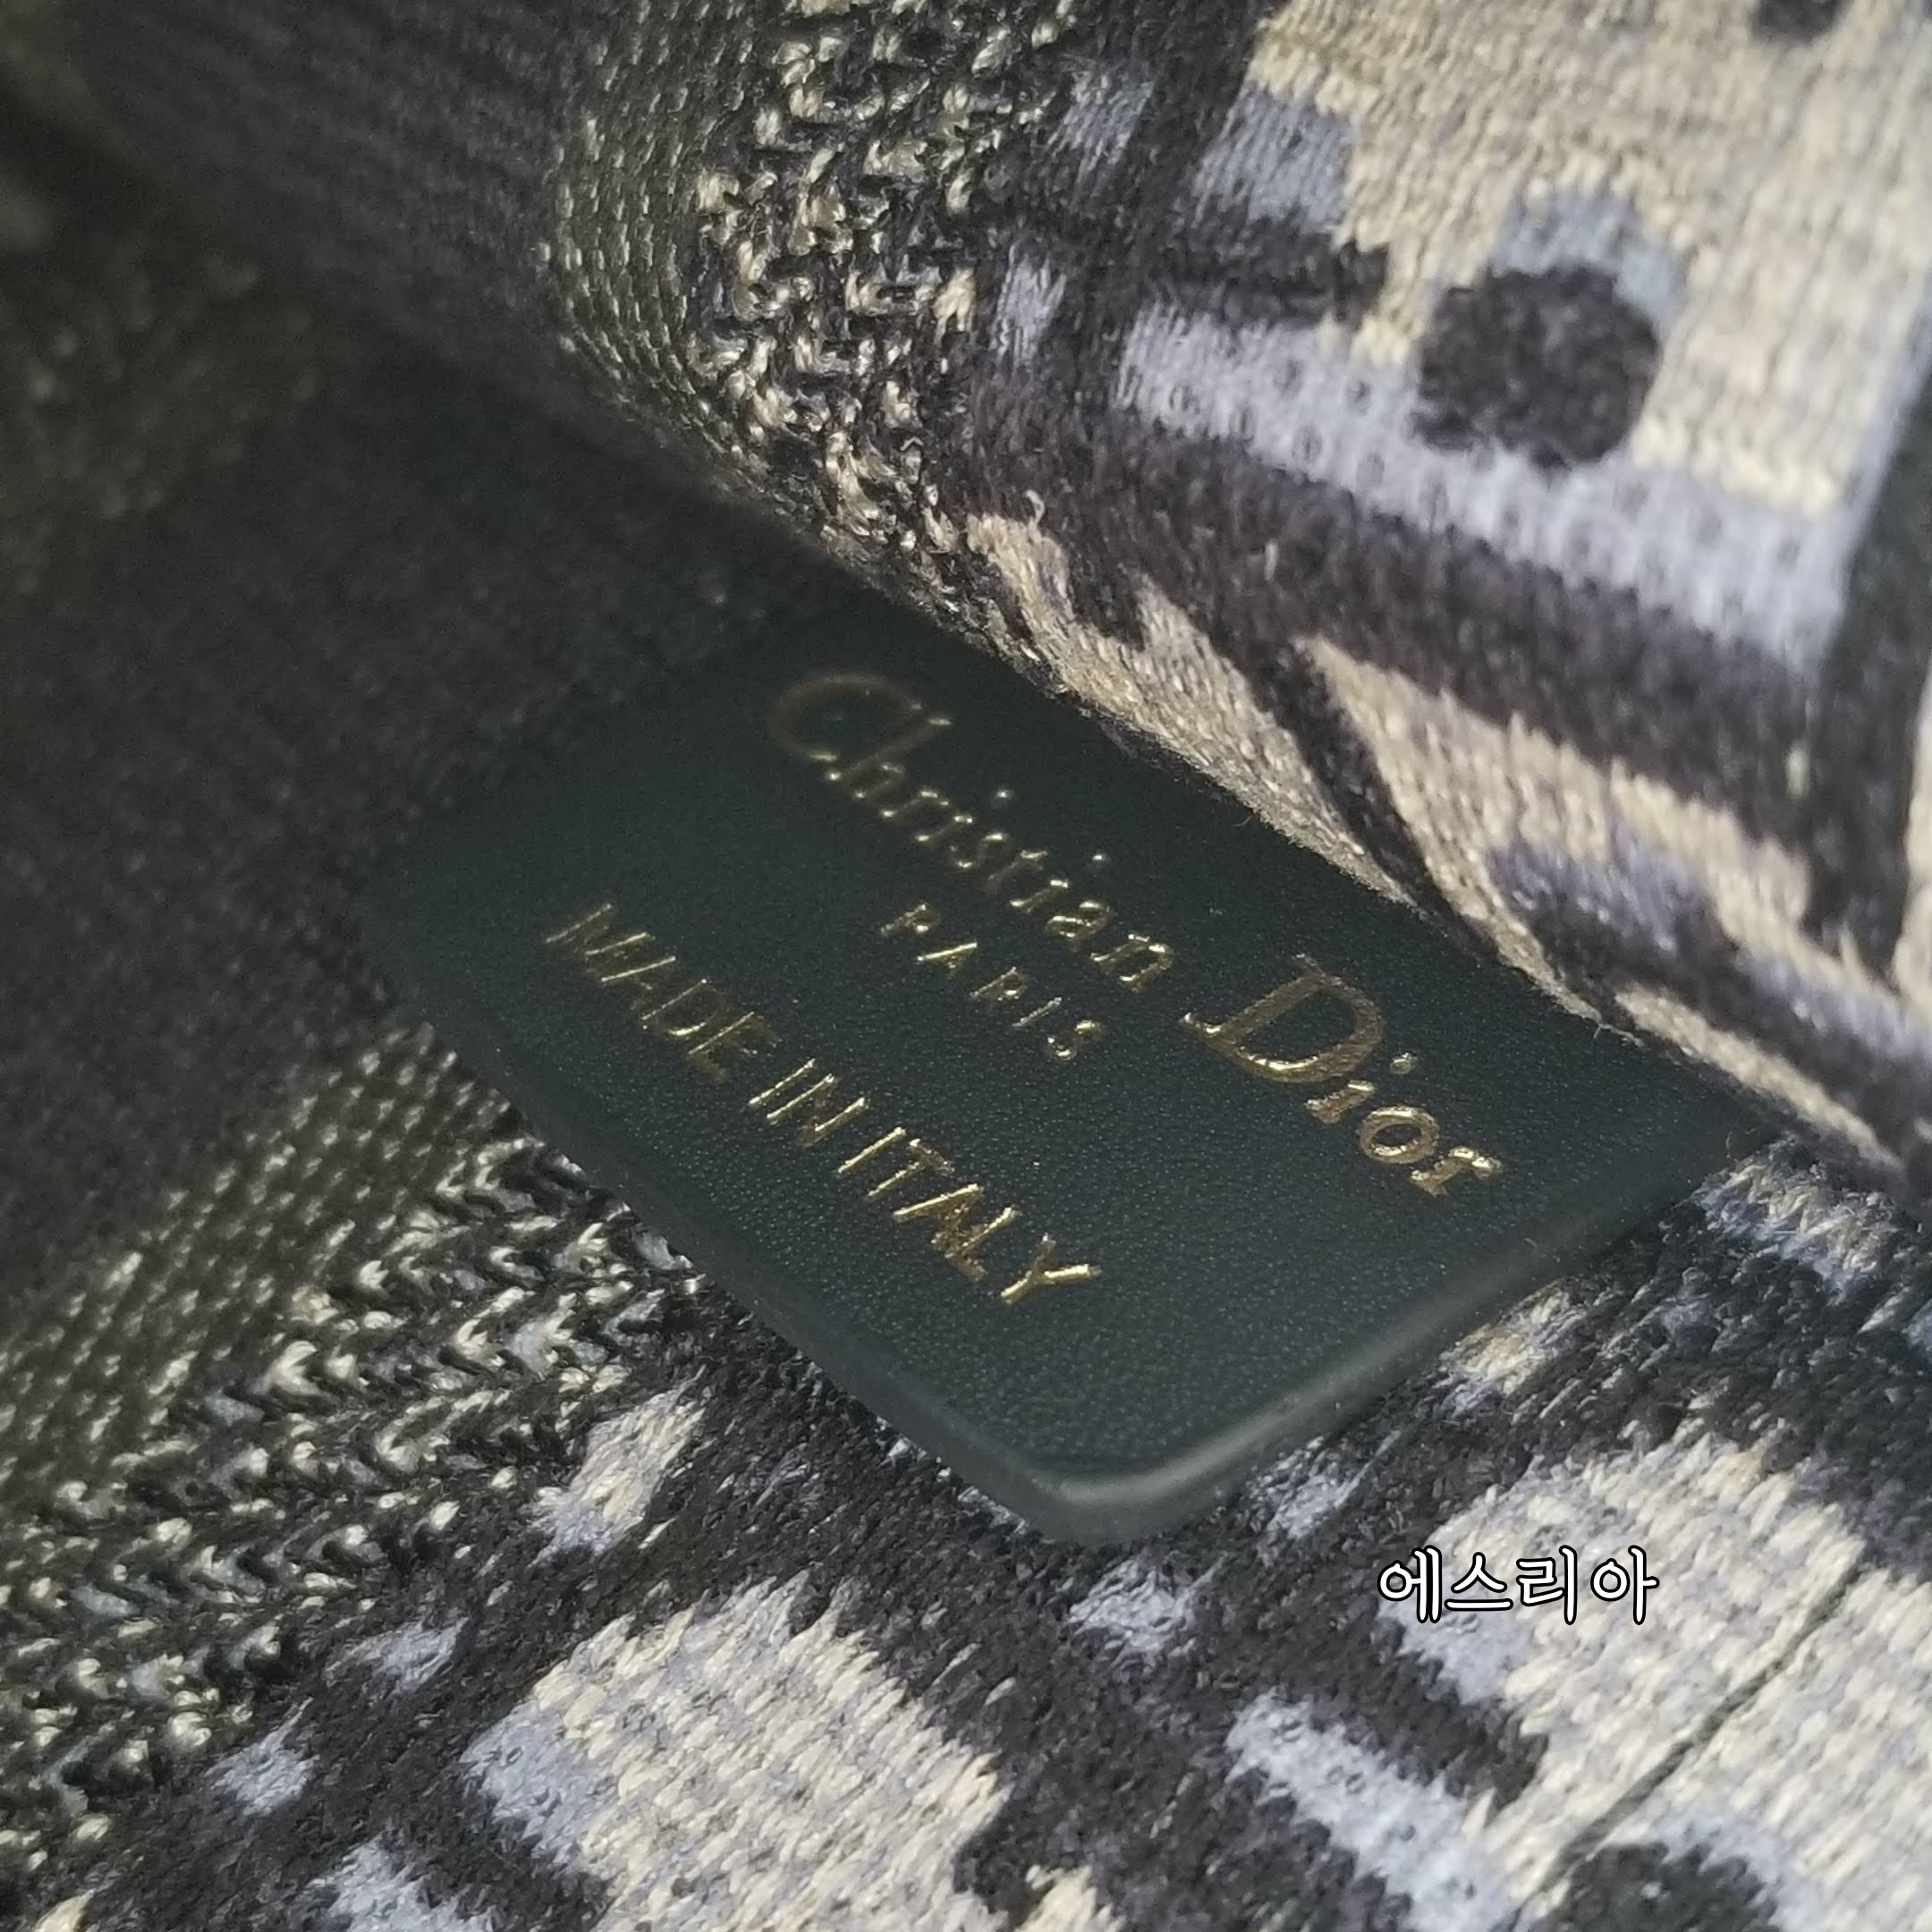 Christian Dior
PARIS
MADE IN ITALY
에스리아